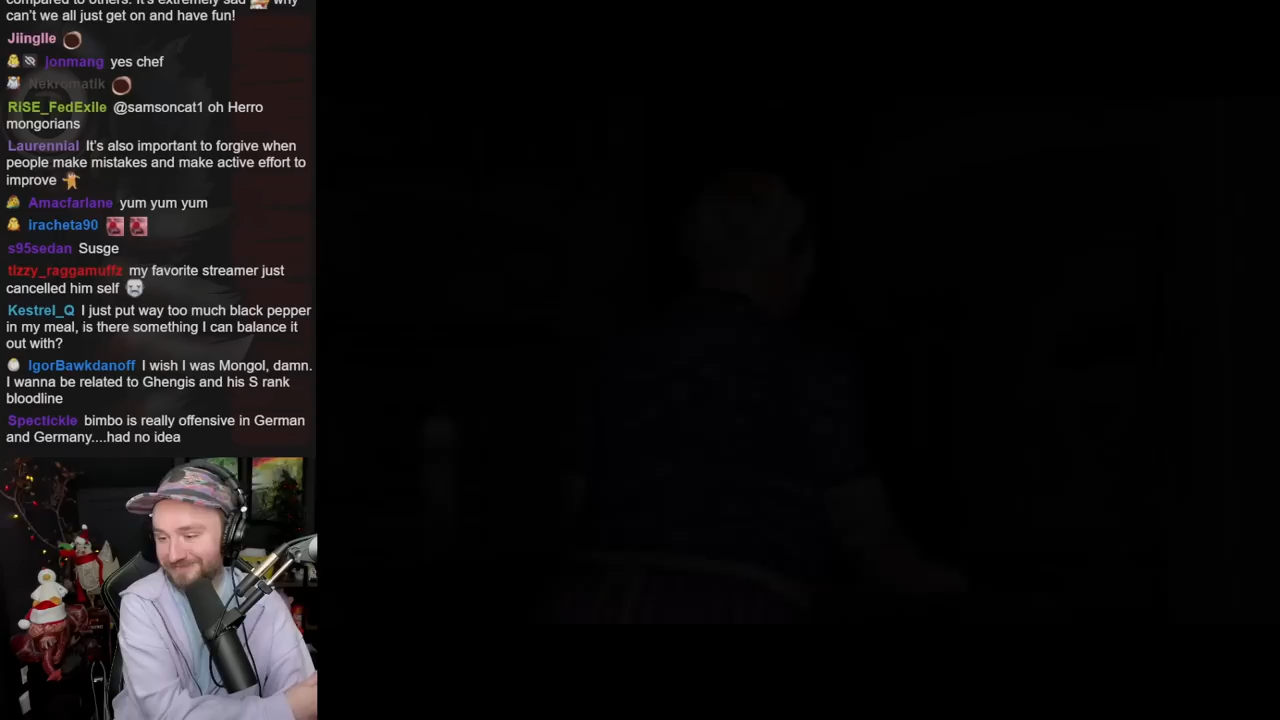 compared to others. It's extremely sad why
can't we all just get on and have fun!
Jiinglle
jonmang yes chef
Nekromatik
RISE_FedExile @samsoncat1 oh Herro
mongorians
Laurennial It's also important to forgive when
people make mistakes and make active effort to
improve
Amacfarlane yum yum yum
iracheta90
s95sedan Susge
tizzy_raggamuffz my favorite streamer just
cancelled him self
Kestrel_Q I just put way too much black pepper
in my meal, is there something I can balance it
out with?
IgorBawkdanoff I wish I was Mongol, damn.
I wanna be related to Ghengis and his S rank
bloodline
Spectickle bimbo is really offensive in German
and Germany....had no idea